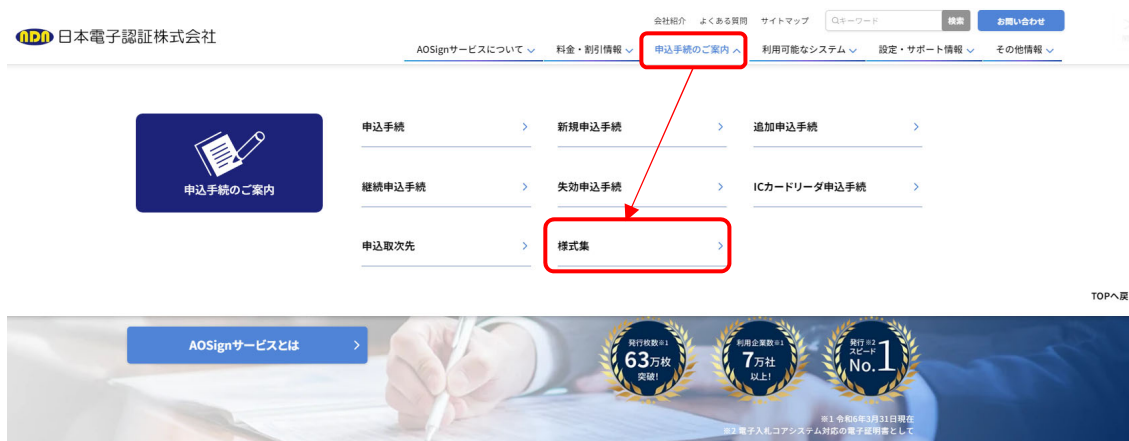 会社紹介 よくある質問 サイトマップ Qキーワード 検索 お問い合わせ
NDN 日本電子認証株式会社
AOSignサービスについて 料金・割引情報 申込手続のご案内 利用可能なシステム 設定・サポート情報 その他情報
申込手続のご案内
申込手続 新規申込手続 追加申込手続
継続申込手続 失効申込手続 ICカードリーダ申込手続
申込取次先 様式集
TOPへ戻
AOSignサービスとは
発行枚数※1
63万枚
突破!
利用企業数※1
7万社
以上!
発行※2
スピード
No.1
※1 令和6年3月31日現在
※2 電子入札コアシステム対応の電子証明書として